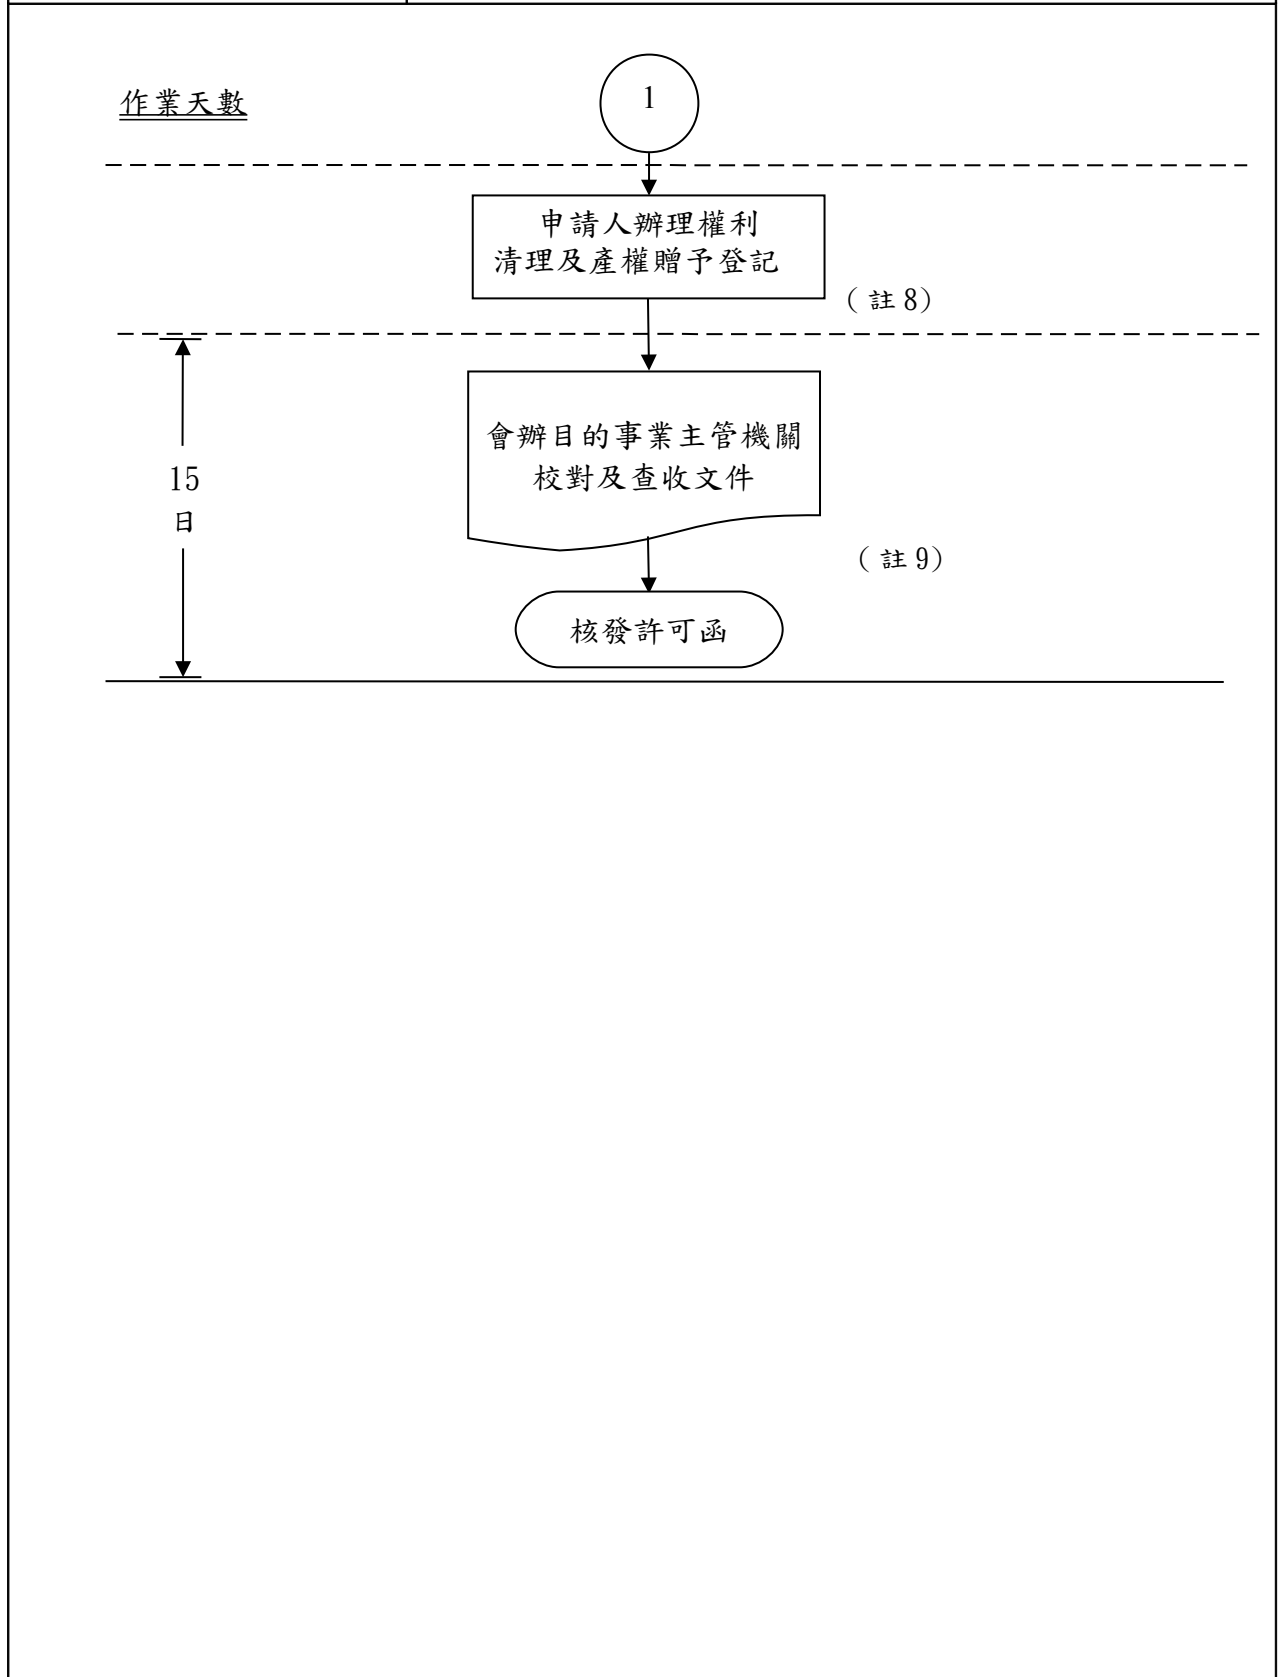 作業天數
1
申請人辦理權利
清理及產權贈予登記
(註8)
會辦目的事業主管機關
校對及查收文件
15
日
(註9)
核發許可函